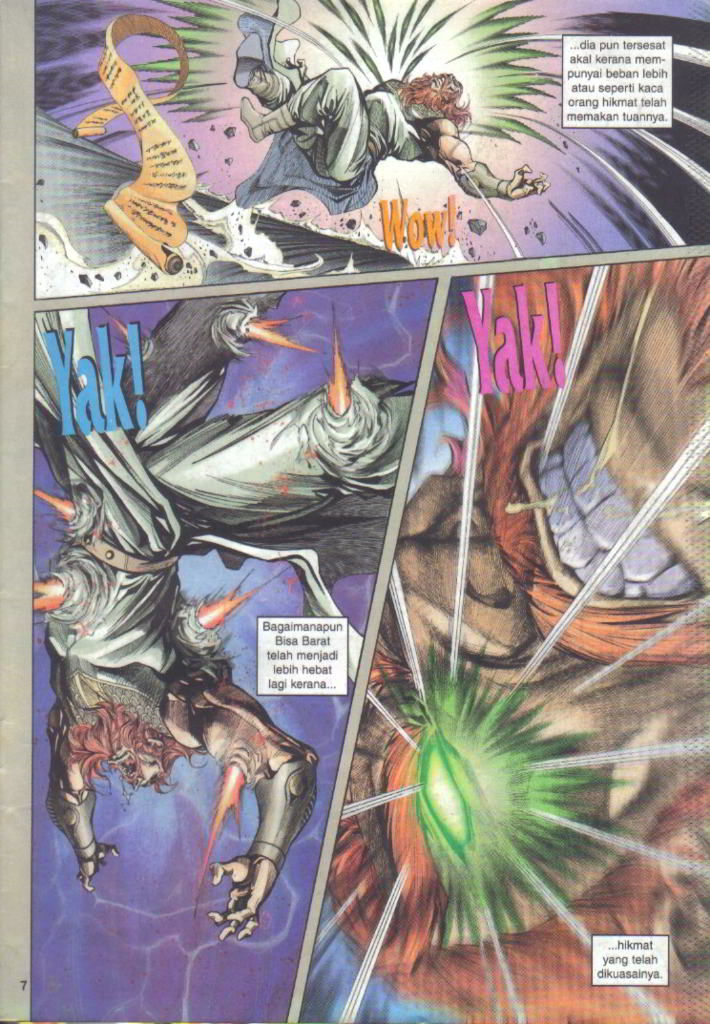 ...dia pun tersesat
akal kerana mem-
punyai beban lebih
atau seperti kaca
orang hikmat telah
memakan tuannya.
Wow!
Yak!
Yak!
Bagaimanapun
Bisa Barat
telah menjadi
lebih hebat
lagi kerana...
...hikmat
yang telah
dikuasainya.
7